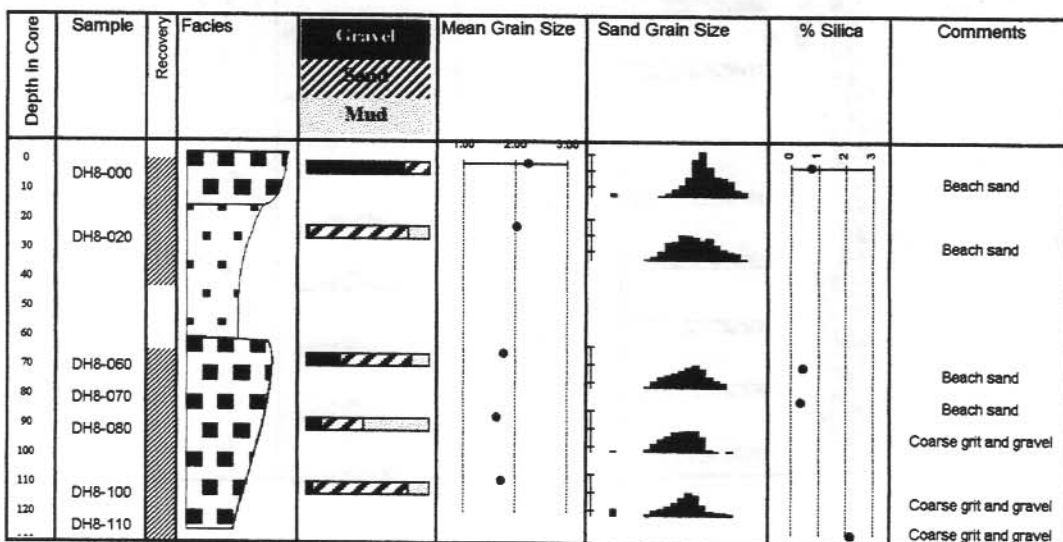 Depth in Core
Sample
Recovery
Facies
Gravel
Sand
Mud
Mean Grain Size
Sand Grain Size
% Silica
Comments
0
10
20
30
40
50
60
70
80
90
100
110
120
DH8-000
DH8-020
DH8-060
DH8-070
DH8-080
DH8-100
DH8-110
1.00
2.00
3.00
0
1
2
3
Beach sand
Beach sand
Beach sand
Beach sand
Coarse grit and gravel
Coarse grit and gravel
Coarse grit and gravel